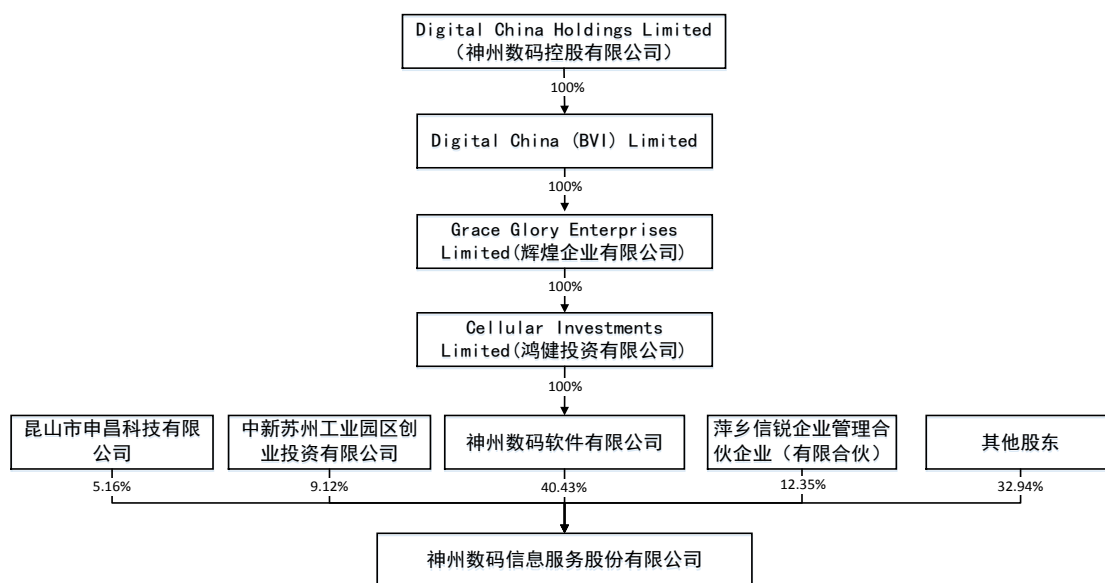 Digital China Holdings Limited
（神州数码控股有限公司）
100%
Digital China (BVI) Limited
100%
Grace Glory Enterprises
Limited(辉煌企业有限公司)
100%
Cellular Investments
Limited(鸿健投资有限公司)
100%
昆山市申昌科技有限
公司
中新苏州工业园区创
业投资有限公司
神州数码软件有限公司
萍乡信锐企业管理合
伙企业（有限合伙）
其他股东
5.16%
9.12%
40.43%
12.35%
32.94%
神州数码信息服务股份有限公司